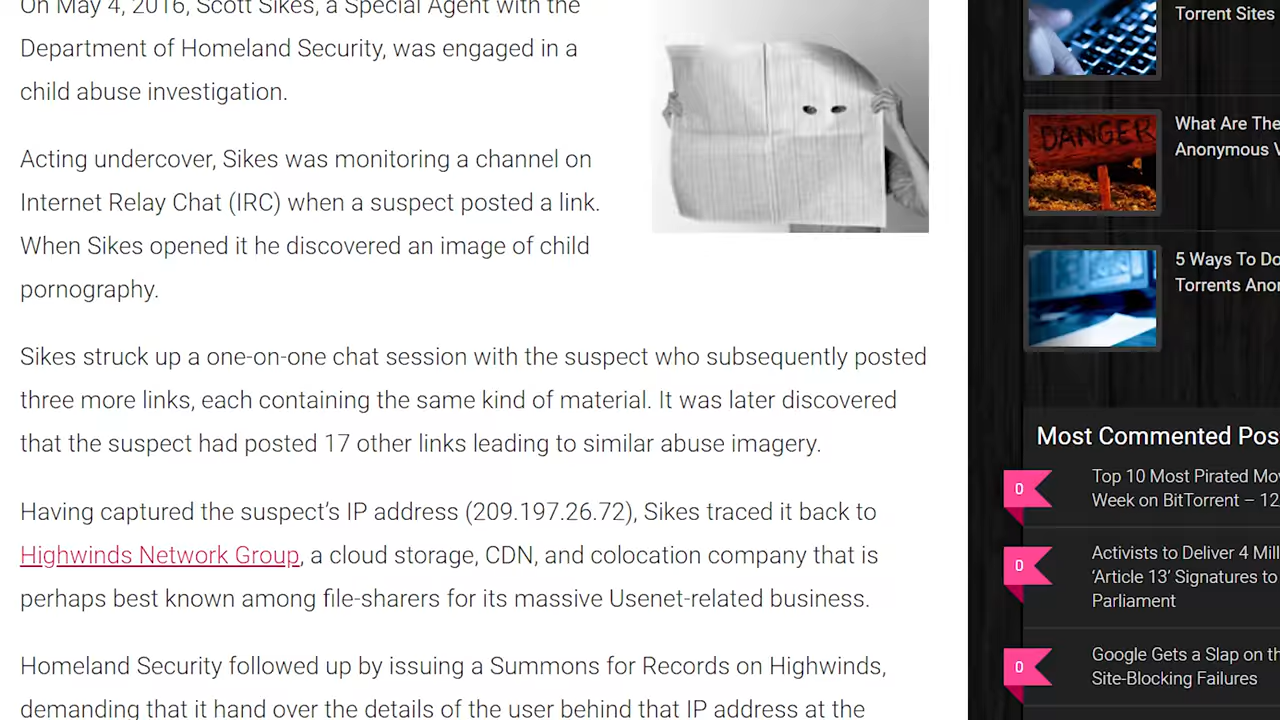 On May 4, 2016, Scott Sikes, a Special Agent with the
Department of Homeland Security, was engaged in a
child abuse investigation.
Acting undercover, Sikes was monitoring a channel on
Internet Relay Chat (IRC) when a suspect posted a link.
When Sikes opened it he discovered an image of child
pornography.
Sikes struck up a one-on-one chat session with the suspect who subsequently posted
three more links, each containing the same kind of material. It was later discovered
that the suspect had posted 17 other links leading to similar abuse imagery.
Having captured the suspect’s IP address (209.197.26.72), Sikes traced it back to
Highwinds Network Group, a cloud storage, CDN, and colocation company that is
perhaps best known among file-sharers for its massive Usenet-related business.
Homeland Security followed up by issuing a Summons for Records on Highwinds,
demanding that it hand over the details of the user behind that IP address at the
Torrent Sites
DANGER
What Are The
Anonymous
5 Ways To Do
Torrents Anon
Most Commented Pos
0
Top 10 Most Pirated Mov
Week on BitTorrent – 12
0
Activists to Deliver 4 Mill
‘Article 13’ Signatures to
Parliament
0
Google Gets a Slap on th
Site-Blocking Failures